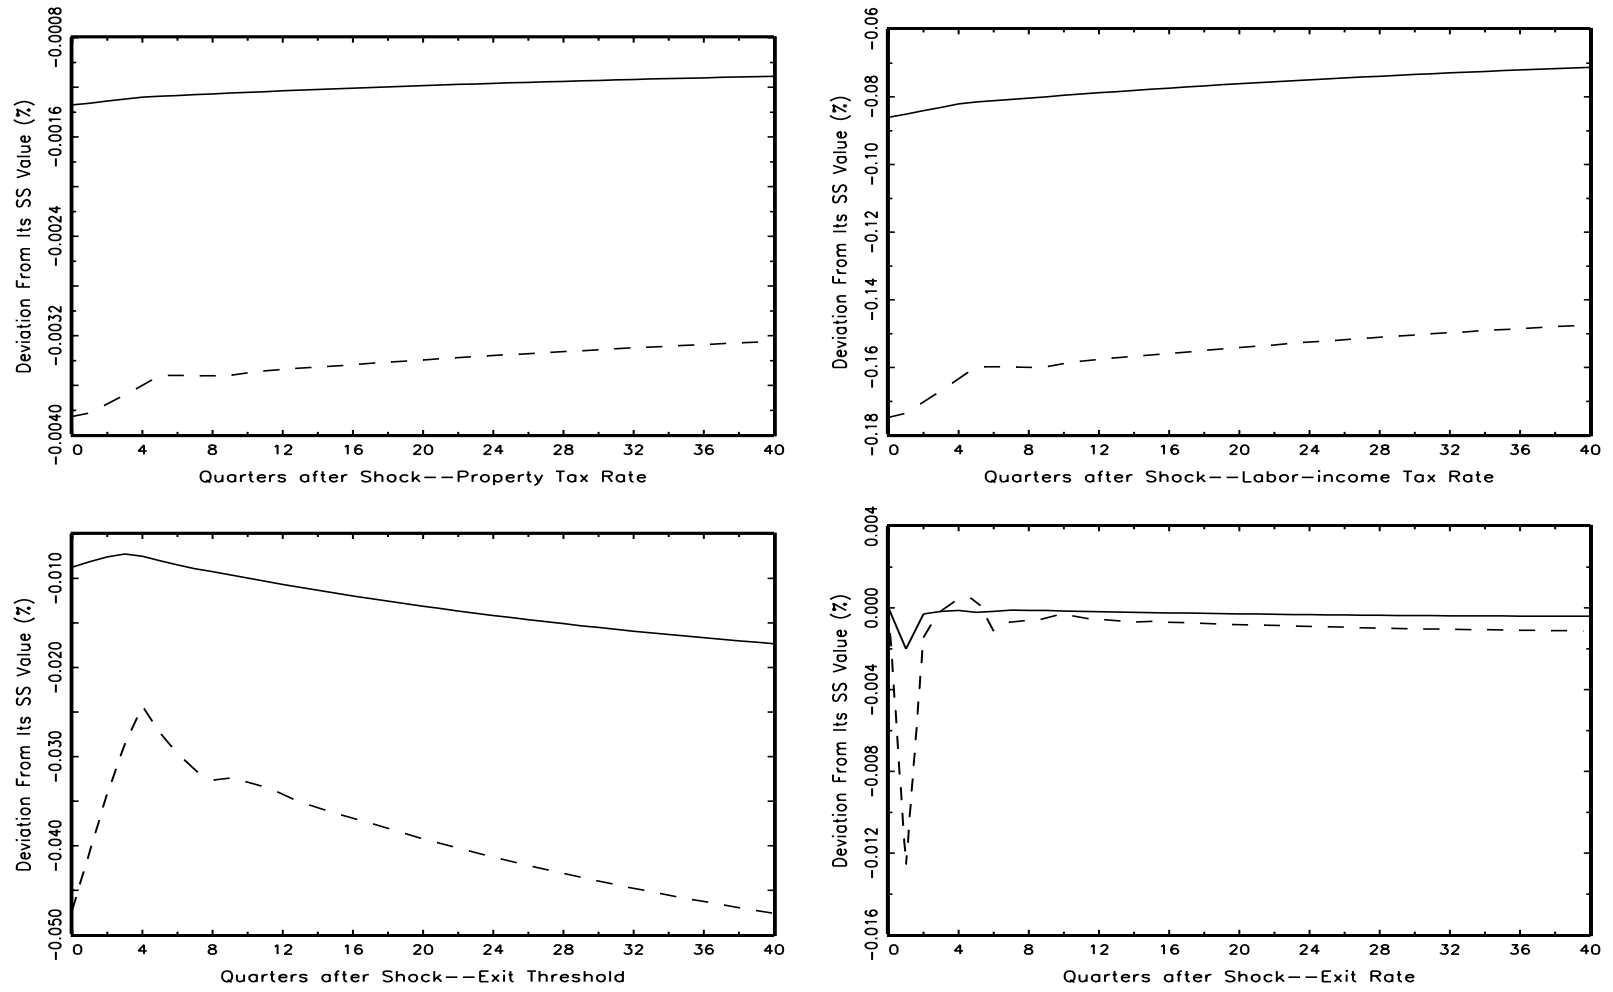 Deviation From Its SS Value (%)
-0.0008
-0.0016
-0.0024
-0.0032
-0.0040
0 4 8 12 16 20 24 28 32 36 40
Quarters after Shock--Property Tax Rate
Deviation From Its SS Value (%)
-0.06
-0.08
-0.10
-0.12
-0.14
-0.16
-0.18
0 4 8 12 16 20 24 28 32 36 40
Quarters after Shock--Labor-income Tax Rate
Deviation From Its SS Value (%)
-0.010
-0.020
-0.030
-0.040
-0.050
0 4 8 12 16 20 24 28 32 36 40
Quarters after Shock--Exit Threshold
Deviation From Its SS Value (%)
0.004
0.000
-0.004
-0.008
-0.012
-0.016
0 4 8 12 16 20 24 28 32 36 40
Quarters after Shock--Exit Rate